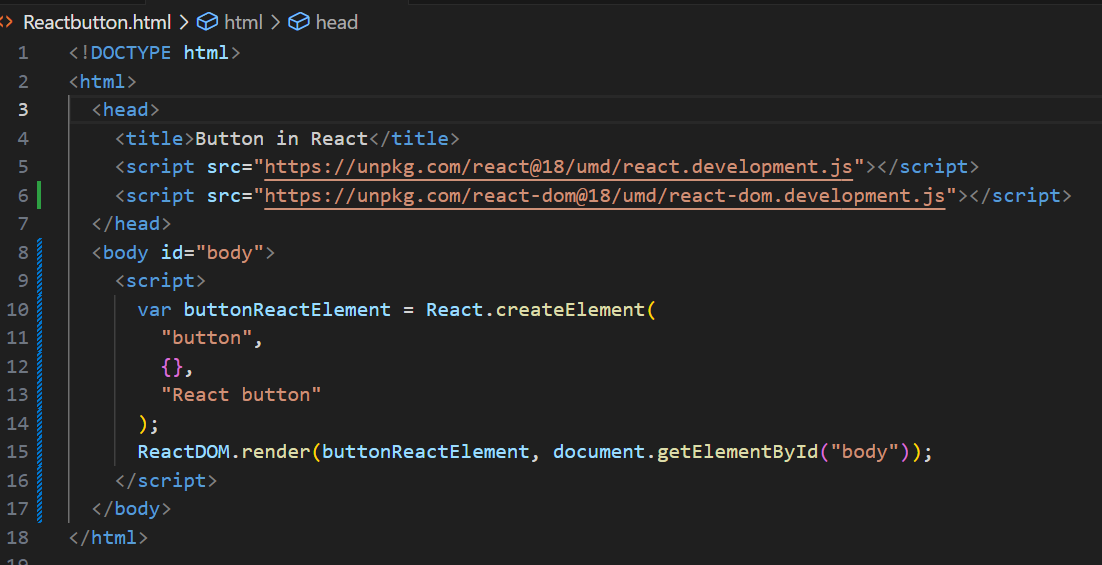 Reactbutton.html > html > head
1 <!DOCTYPE html>
2 <html>
3 <head>
4 <title>Button in React</title>
5 <script src="https://unpkg.com/react@18/umd/react.development.js"></script>
6 <script src="https://unpkg.com/react-dom@18/umd/react-dom.development.js"></script>
7 </head>
8 <body id="body">
9 <script>
10 var buttonReactElement = React.createElement(
11 "button",
12 {},
13 "React button"
14 );
15 ReactDOM.render(buttonReactElement, document.getElementById("body"));
16 </script>
17 </body>
18 </html>
19